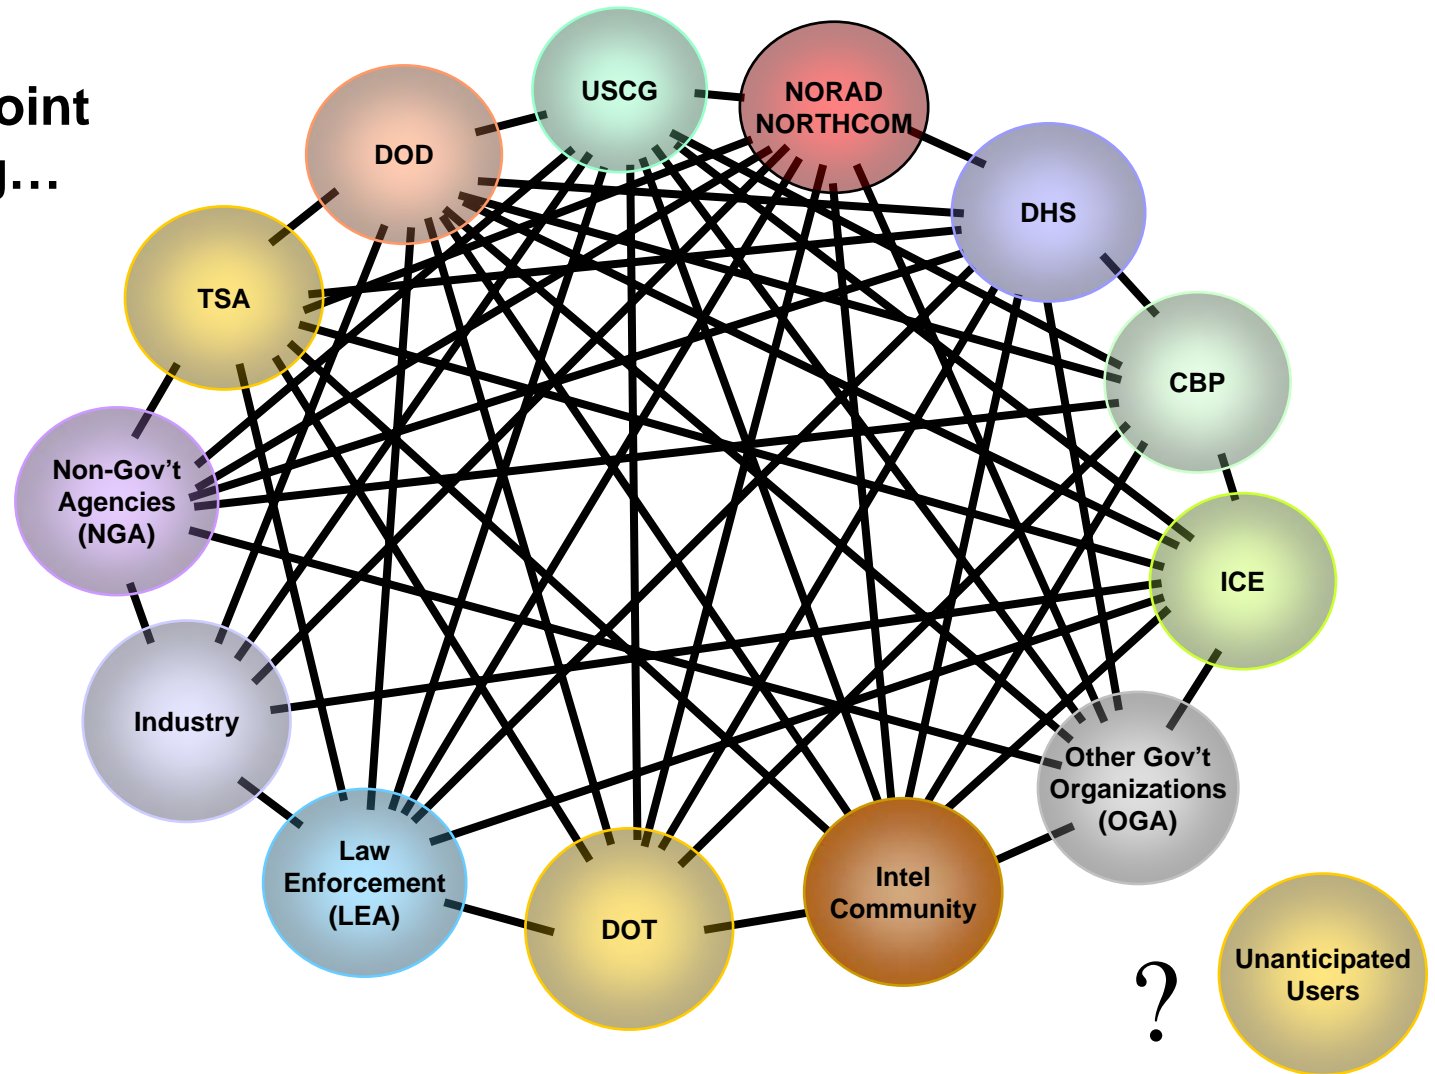 oint
g…
USCG
NORAD
NORTHCOM
DOD
DHS
TSA
CBP
Non-Gov’t
Agencies
(NGA)
ICE
Industry
Other Gov’t
Organizations
(OGA)
Law
Enforcement
(LEA)
Intel
Community
DOT
Unanticipated
Users
?